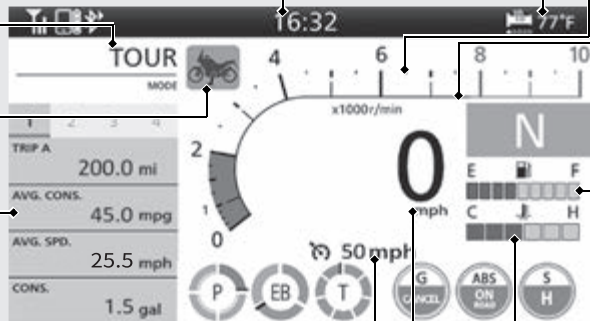 16:32 77°F
TOUR
MODE
1 2 3 4
TRIP A
200.0 mi
AVG. CONS.
45.0 mpg
AVG. SPD.
25.5 mph
CONS.
1.5 gal
0 1 2 4 6 8 10
x1000r/min
0
mph
50 mph
N
E F
C H
P EB T
G
CANCEL
ABS
ON
ROAD
S
H